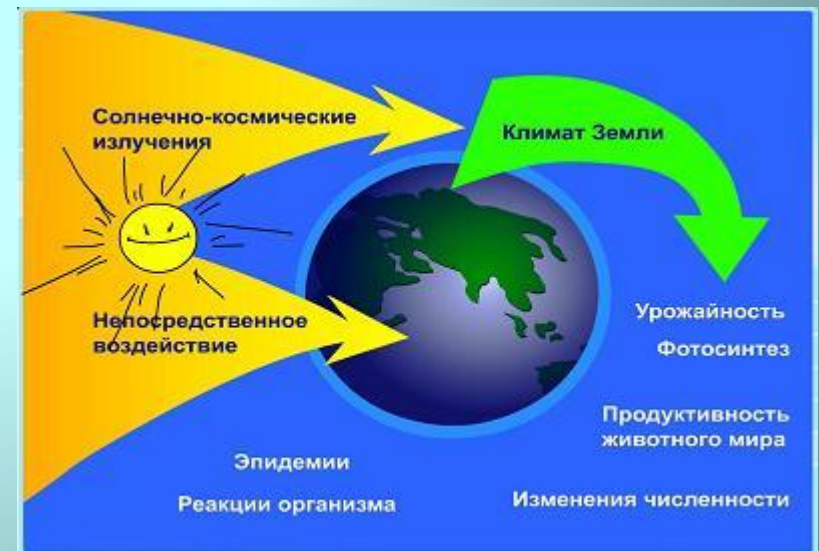 Солнечно-космические
излучения
Климат Земли
Непосредственное
воздействие
Урожайность
Фотосинтез
Продуктивность
животного мира
Эпидемии
Реакции организма
Изменения численности